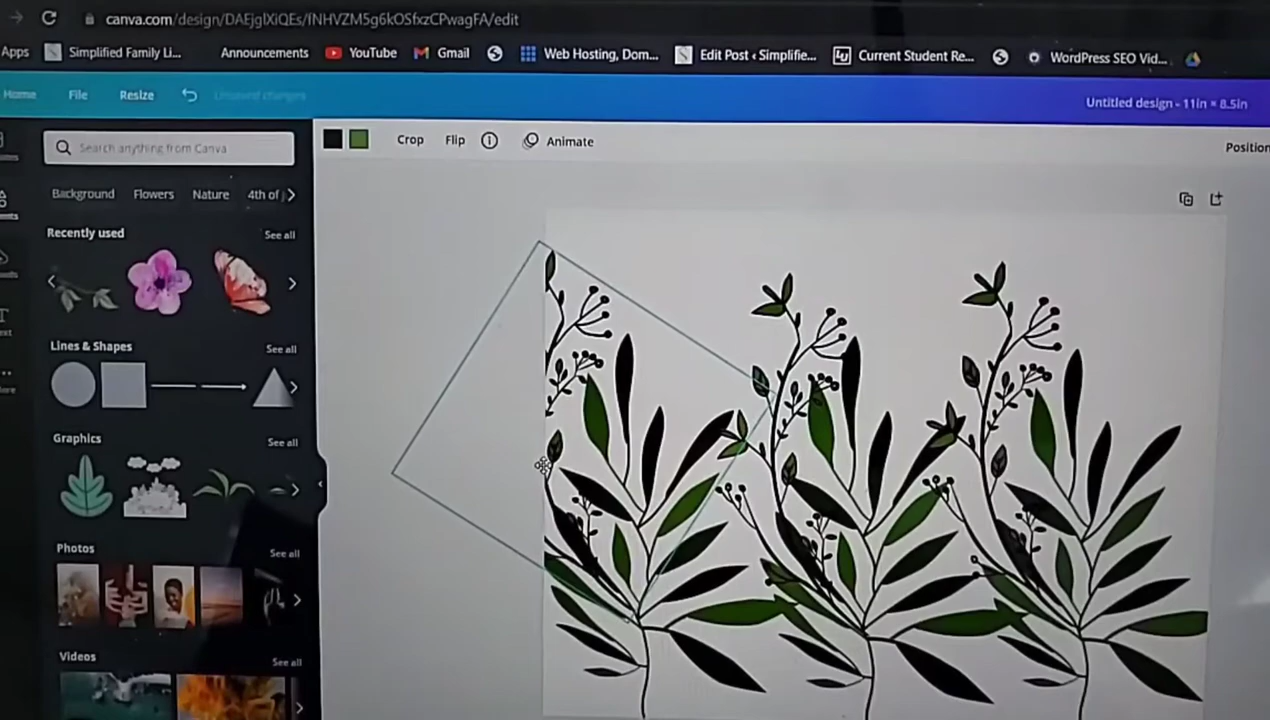 canva.com/design/DAEjglXiQEs/fNHVZM5g6kOSfxzCPwagFA/edit
Apps Simplified Family Li... Announcements YouTube Gmail Web Hosting, Dom... Edit Post ‹ Simplifie... LU Current Student Re... WordPress SEO Vid...
Home File Resize Unsaved changes Untitled design - 11in × 8.5in
Search anything from Canva
Crop Flip Animate Position
Background Flowers Nature 4th of
Recently used See all
Lines & Shapes See all
Graphics See all
Photos See all
Videos See all